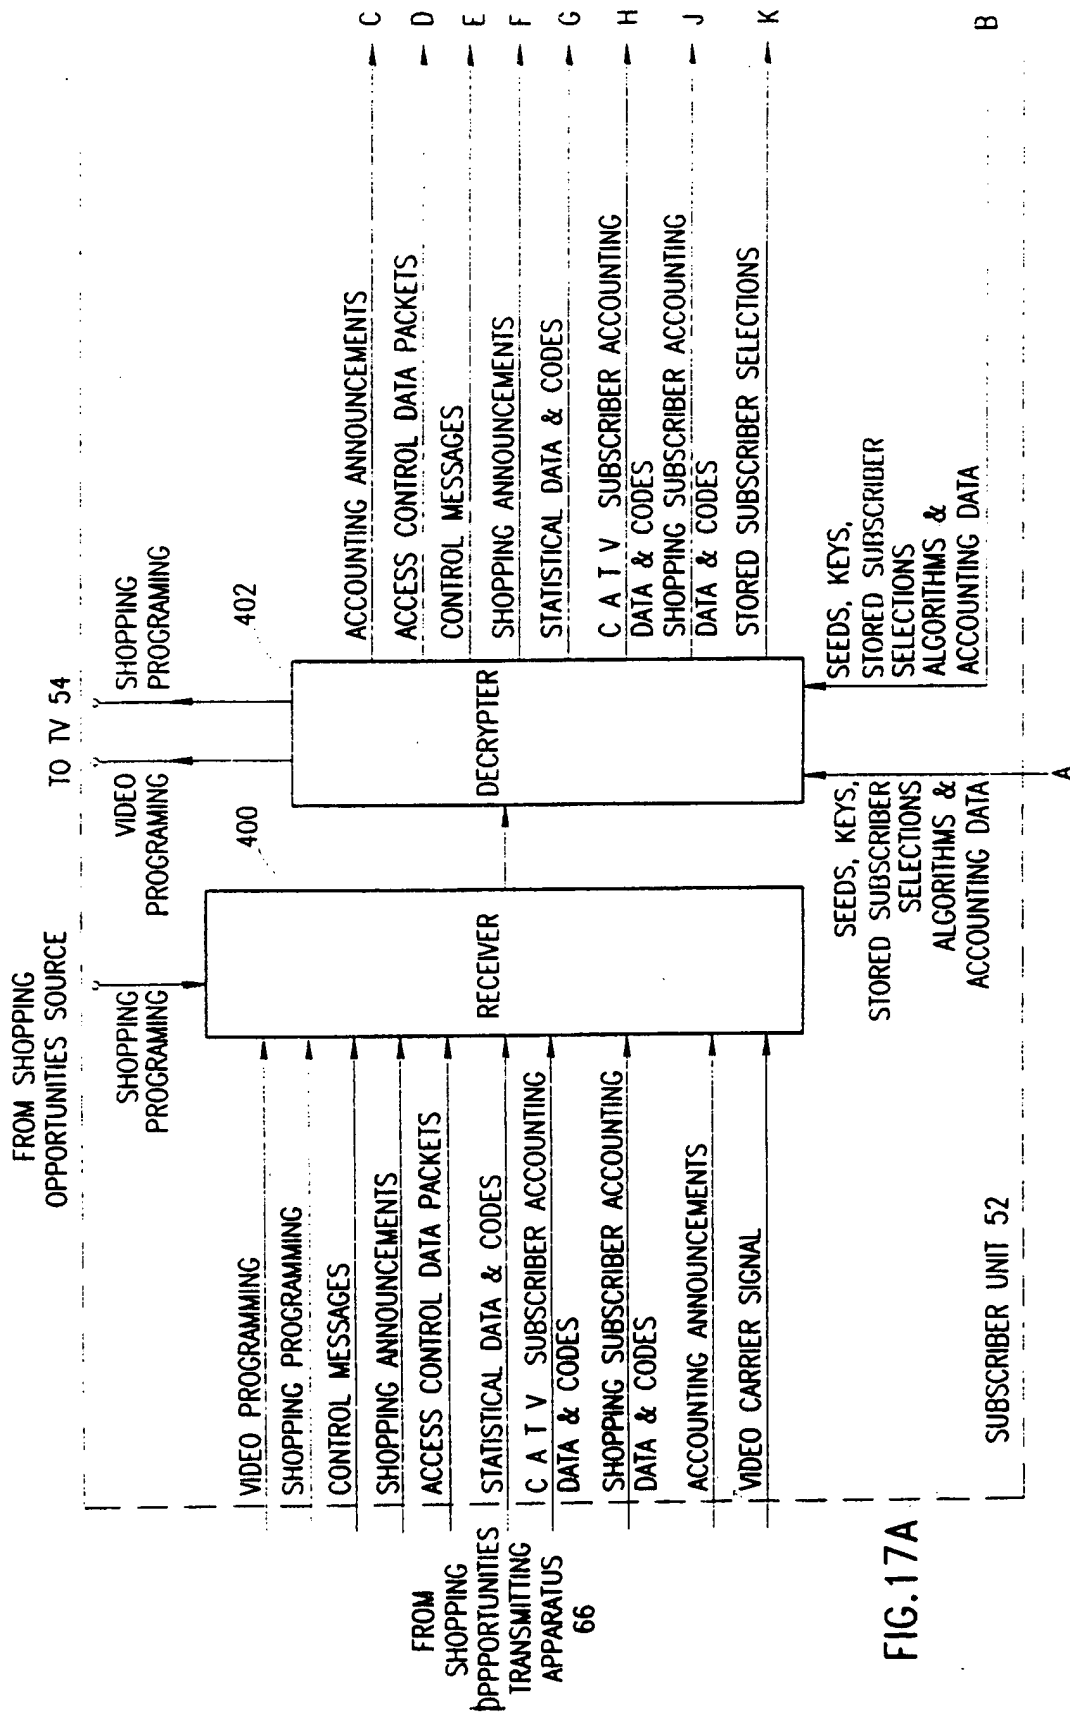 FROM SHOPPING
OPPORTUNITIES SOURCE
TO TV 54
SHOPPING
PROGRAMING
VIDEO
PROGRAMING
SHOPPING
PROGRAMING
400
402
VIDEO PROGRAMMING
SHOPPING PROGRAMMING
CONTROL MESSAGES
SHOPPING ANNOUNCEMENTS
ACCESS CONTROL DATA PACKETS
STATISTICAL DATA & CODES
C A T V SUBSCRIBER ACCOUNTING
DATA & CODES
SHOPPING SUBSCRIBER ACCOUNTING
DATA & CODES
ACCOUNTING ANNOUNCEMENTS
VIDEO CARRIER SIGNAL
FROM
SHOPPING
OPPPORTUNITIES
TRANSMITTING
APPARATUS
66
RECEIVER
DECRYPTER
ACCOUNTING ANNOUNCEMENTS
C
ACCESS CONTROL DATA PACKETS
D
CONTROL MESSAGES
E
SHOPPING ANNOUNCEMENTS
F
STATISTICAL DATA & CODES
G
C A T V SUBSCRIBER ACCOUNTING
DATA & CODES
H
SHOPPING SUBSCRIBER ACCOUNTING
DATA & CODES
J
STORED SUBSCRIBER SELECTIONS
K
SEEDS, KEYS,
STORED SUBSCRIBER
SELECTIONS
ALGORITHMS &
ACCOUNTING DATA
A
SEEDS, KEYS,
STORED SUBSCRIBER
SELECTIONS
ALGORITHMS &
ACCOUNTING DATA
B
SUBSCRIBER UNIT 52
FIG.17A